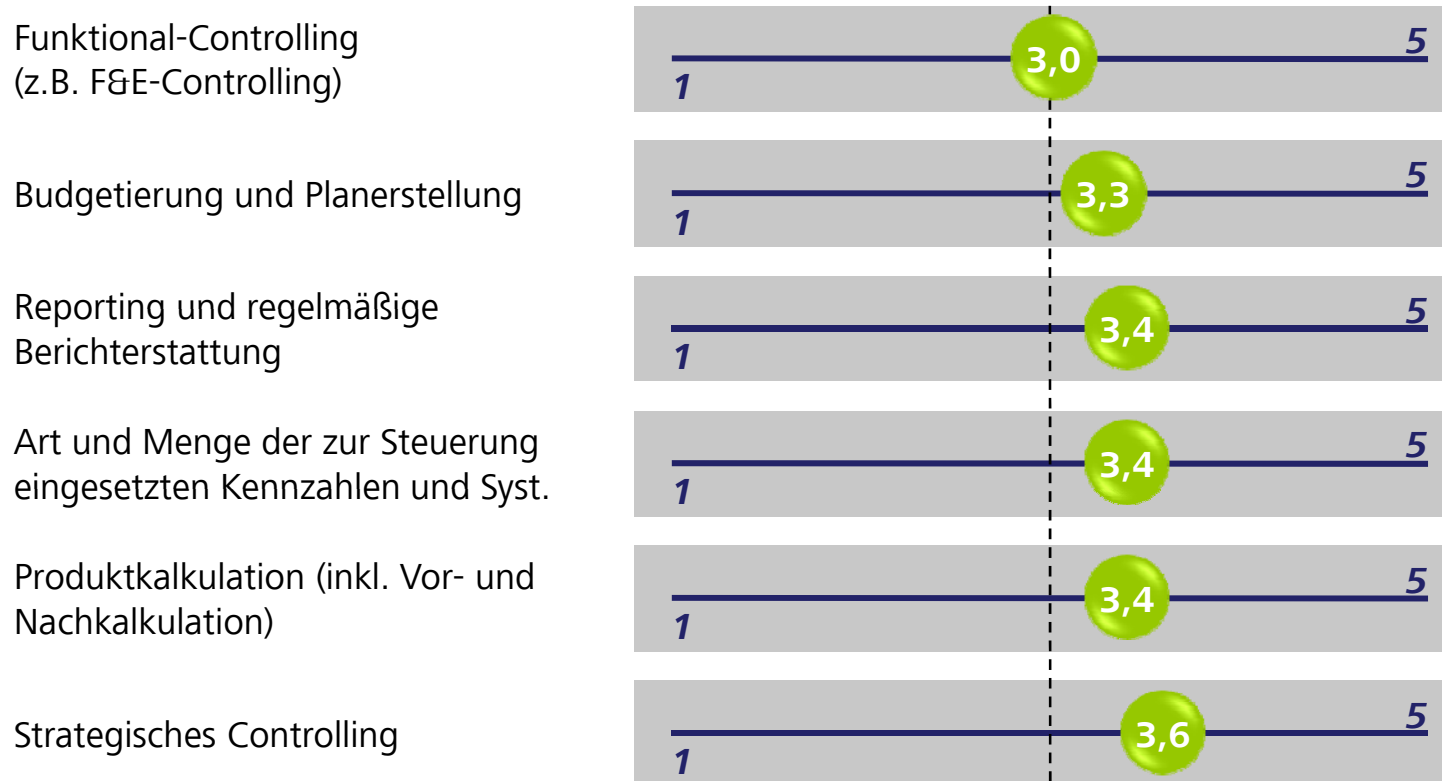 Funktional-Controlling
(z.B. F&E-Controlling)
1
3,0
5
Budgetierung und Planerstellung
1
3,3
5
Reporting und regelmäßige
Berichterstattung
1
3,4
5
Art und Menge der zur Steuerung
eingesetzten Kennzahlen und Syst.
1
3,4
5
Produktkalkulation (inkl. Vor- und
Nachkalkulation)
1
3,4
5
Strategisches Controlling
1
3,6
5